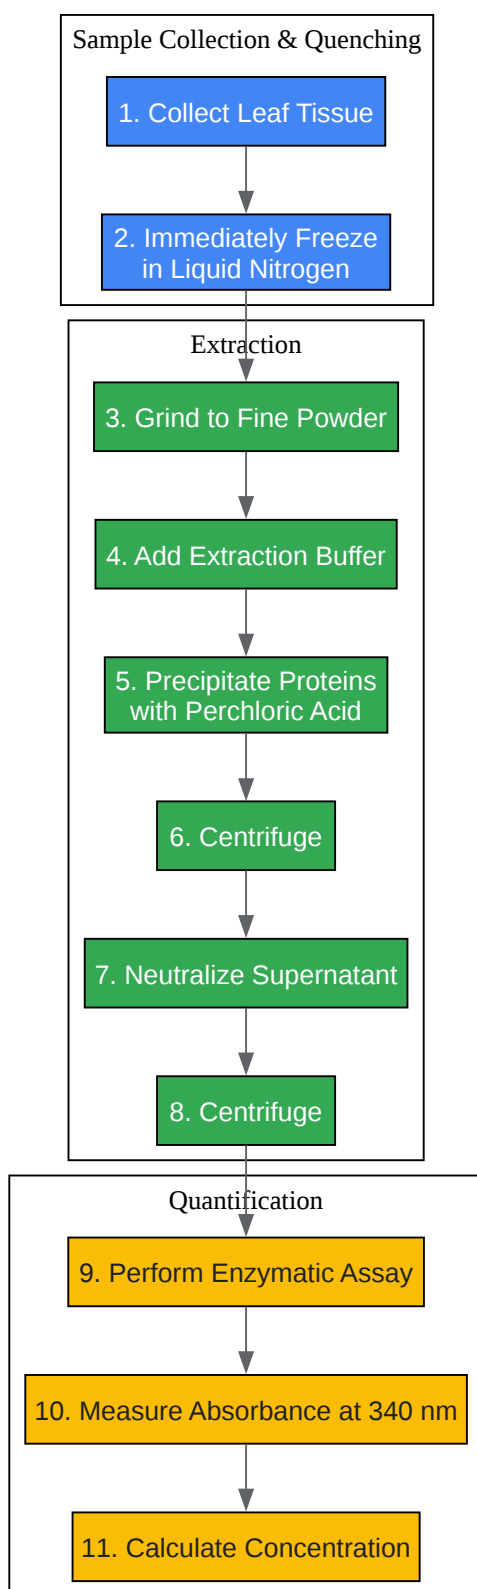 Sample Collection & Quenching
1. Collect Leaf Tissue
2. Immediately Freeze
in Liquid Nitrogen
Extraction
3. Grind to Fine Powder
4. Add Extraction Buffer
5. Precipitate Proteins
with Perchloric Acid
6. Centrifuge
7. Neutralize Supernatant
8. Centrifuge
Quantification
9. Perform Enzymatic Assay
10. Measure Absorbance at 340 nm
11. Calculate Concentration